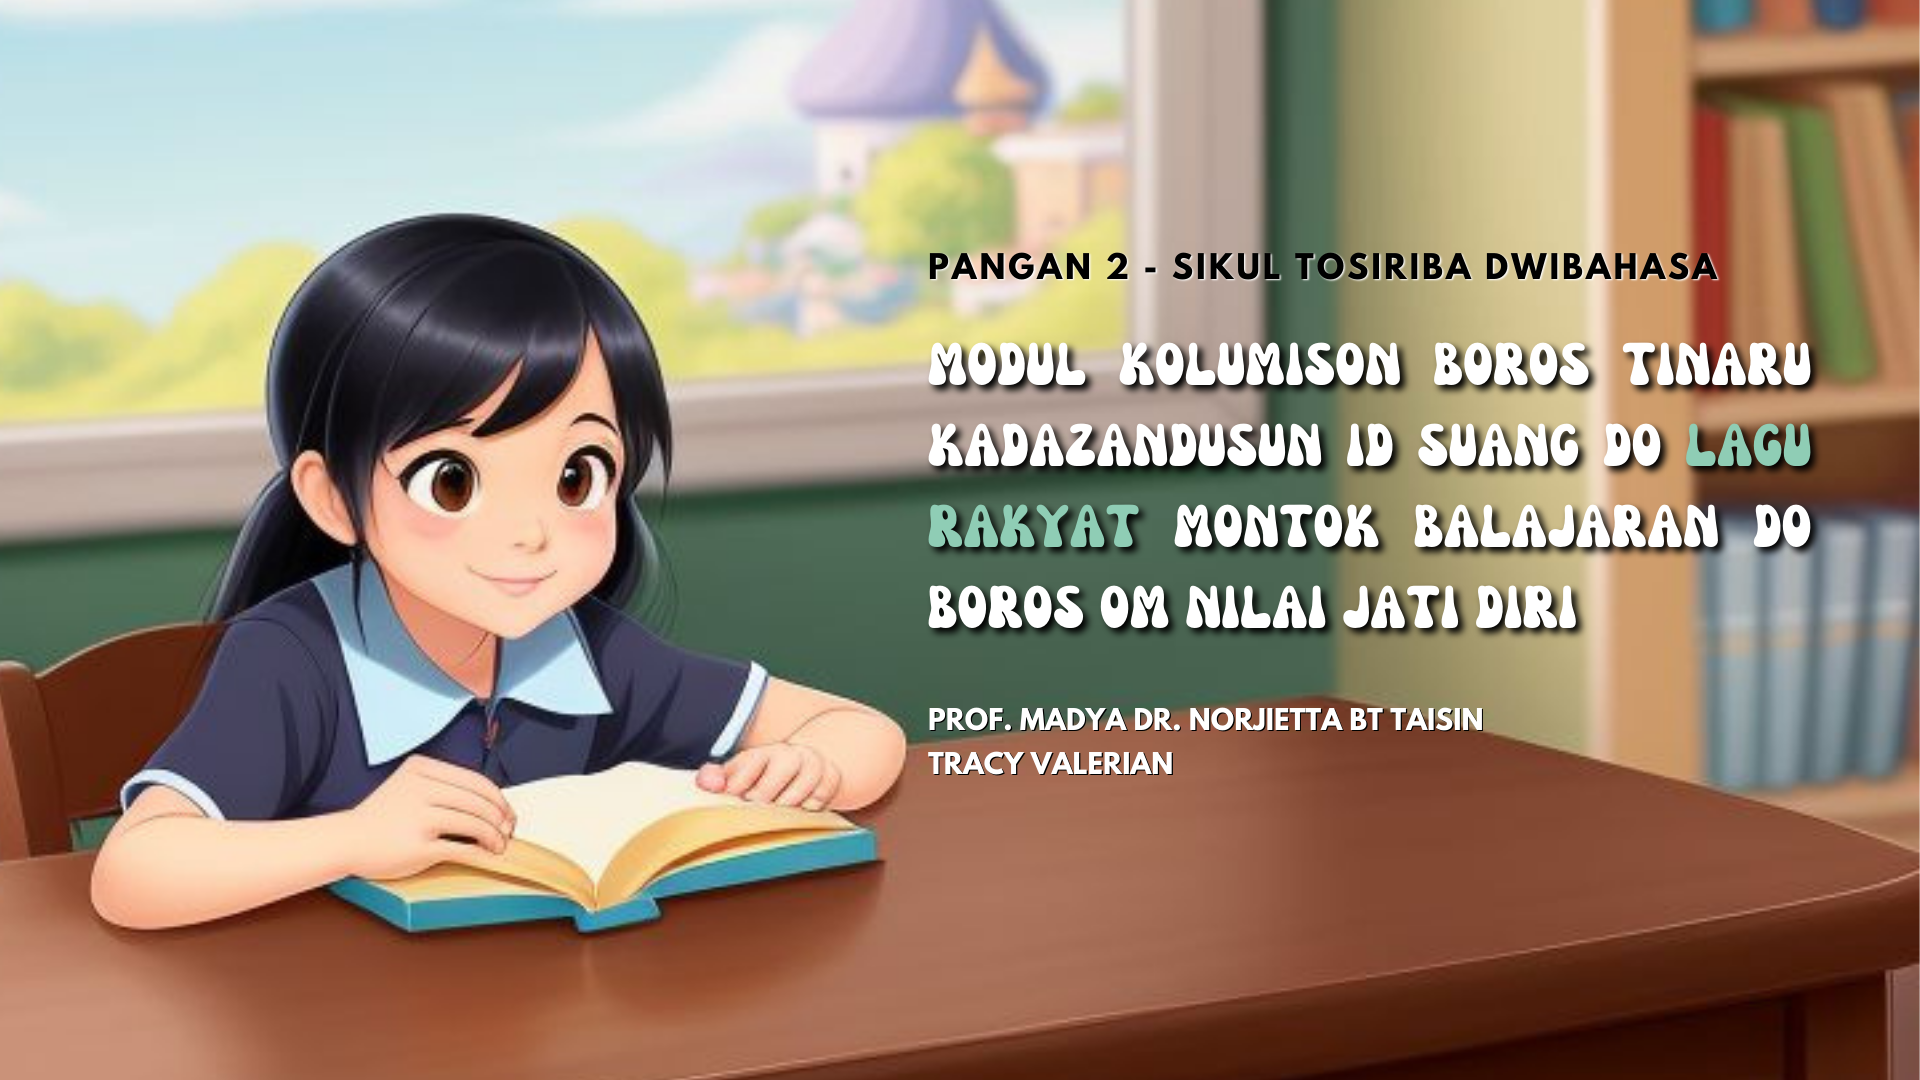 PANGAN 2 - SIKUL TOSIRIBA DWIBAHASA
MODUL KOLUMISON BOROS TINARU
KADAZANDUSUN ID SUANG DO LAGU
RAKYAT MONTOK BALAJARAN DO
BOROS OM NILAI JATI DIRI
PROF. MADYA DR. NORJIETTA BT TAISIN
TRACY VALERIAN